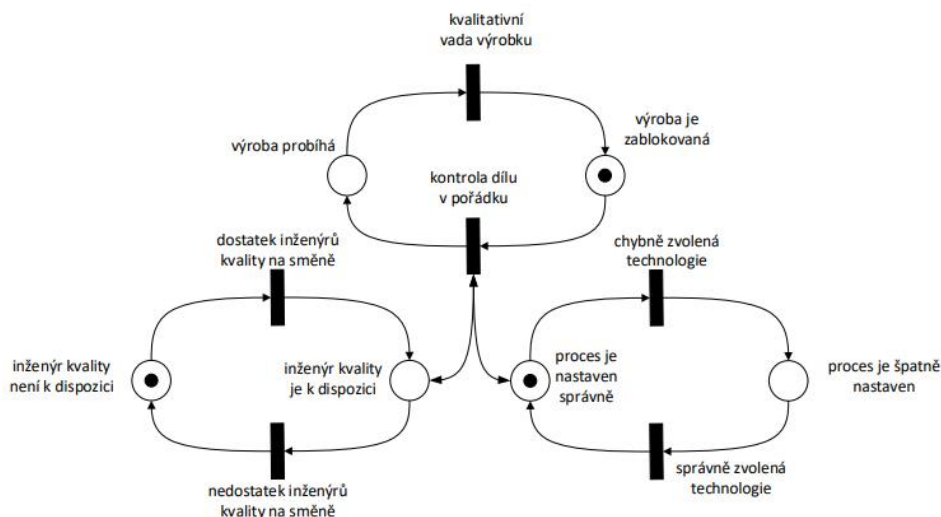 kvalitativní
vada výrobku
výroba probíhá
výroba je
zablokovaná
kontrola dílu
v pořádku
dostatek inženýrů
kvality na směně
chybně zvolená
technologie
inženýr kvality
není k dispozici
inženýr kvality
je k dispozici
proces je
nastaven
správně
proces je špatně
nastaven
nedostatek inženýrů
kvality na směně
správně zvolená
technologie